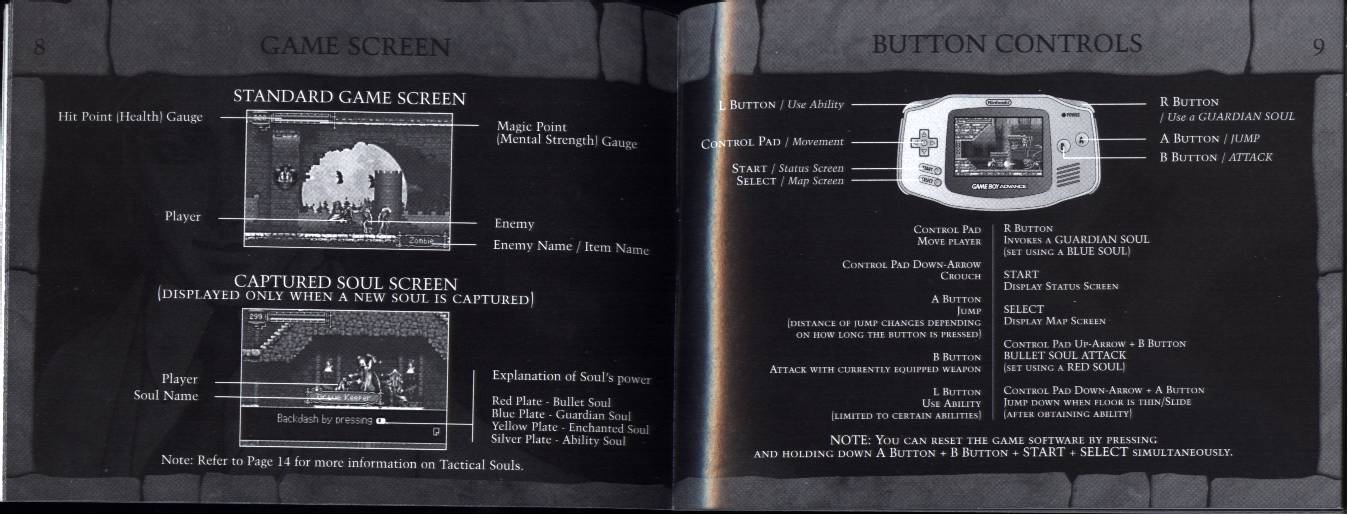 8
GAME SCREEN
STANDARD GAME SCREEN
Hit Point (Health) Gauge
Magic Point
(Mental Strength) Gauge
Player
Enemy
Zombie
Enemy Name / Item Name
CAPTURED SOUL SCREEN
(DISPLAYED ONLY WHEN A NEW SOUL IS CAPTURED)
299
Player
Soul Name
Grave Keeper
Backdash by pressing
Explanation of Soul's power
Red Plate - Bullet Soul
Blue Plate - Guardian Soul
Yellow Plate - Enchanted Soul
Silver Plate - Ability Soul
Note: Refer to Page 14 for more information on Tactical Souls.
BUTTON CONTROLS
9
L BUTTON / Use Ability
CONTROL PAD / Movement
START / Status Screen
SELECT / Map Screen
Nintendo
POWER
START
SELECT
GAME BOY ADVANCE
R BUTTON
/ Use a GUARDIAN SOUL
A BUTTON / JUMP
B BUTTON / ATTACK
CONTROL PAD
MOVE PLAYER
CONTROL PAD DOWN-ARROW
CROUCH
A BUTTON
JUMP
(DISTANCE OF JUMP CHANGES DEPENDING
ON HOW LONG THE BUTTON IS PRESSED)
B BUTTON
ATTACK WITH CURRENTLY EQUIPPED WEAPON
L BUTTON
USE ABILITY
(LIMITED TO CERTAIN ABILITIES)
R BUTTON
INVOKES A GUARDIAN SOUL
(SET USING A BLUE SOUL)
START
DISPLAY STATUS SCREEN
SELECT
DISPLAY MAP SCREEN
CONTROL PAD UP-ARROW + B BUTTON
BULLET SOUL ATTACK
(SET USING A RED SOUL)
CONTROL PAD DOWN-ARROW + A BUTTON
JUMP DOWN WHEN FLOOR IS THIN/SLIDE
(AFTER OBTAINING ABILITY)
NOTE: YOU CAN RESET THE GAME SOFTWARE BY PRESSING
AND HOLDING DOWN A BUTTON + B BUTTON + START + SELECT SIMULTANEOUSLY.